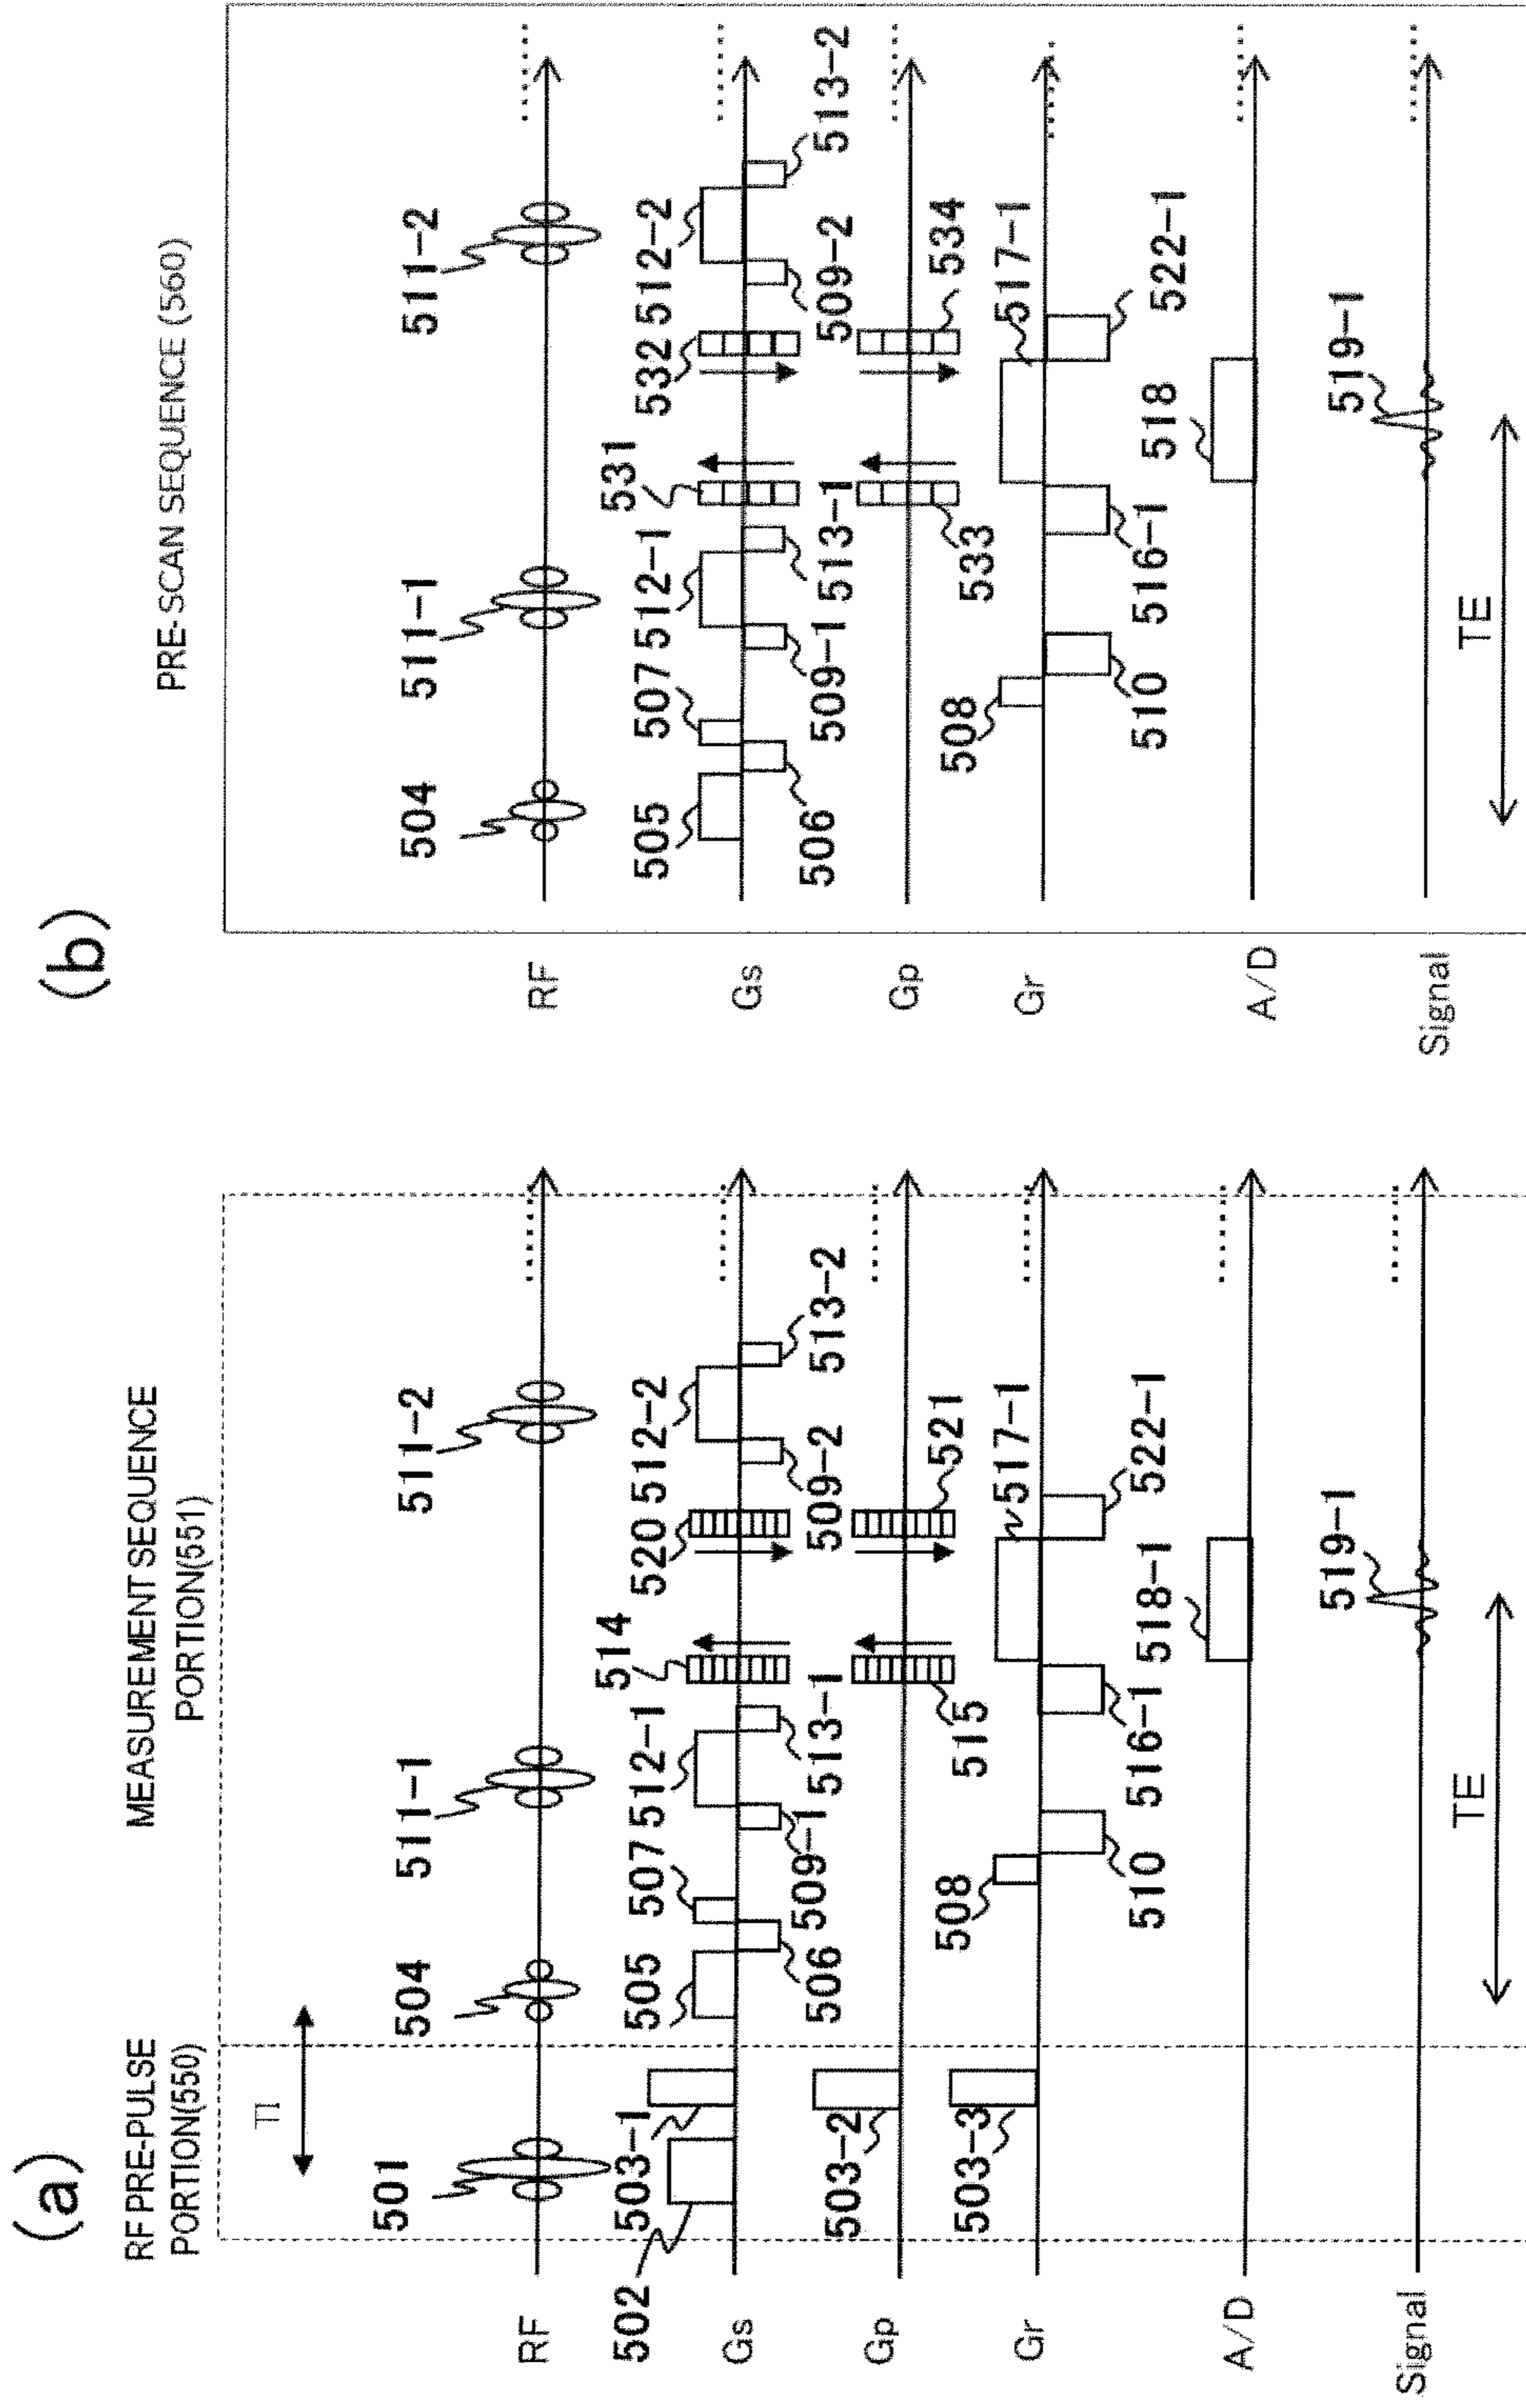 (a)
RF PRE-PULSE
PORTION(550)
MEASUREMENT SEQUENCE
PORTION(551)
TI
501
504
511-1
511-2
RF
502
503-1
505
506
507
509-1
512-1
513-1
514
520
509-2
512-2
513-2
Gs
503-2
515
521
Gp
503-3
508
510
516-1
517-1
522-1
Gr
518-1
A/D
519-1
Signal
TE
(b)
PRE-SCAN SEQUENCE (560)
504
511-1
511-2
RF
505
506
507
509-1
512-1
513-1
531
532
509-2
512-2
513-2
Gs
533
534
Gp
508
510
516-1
517-1
522-1
Gr
518
A/D
519-1
Signal
TE